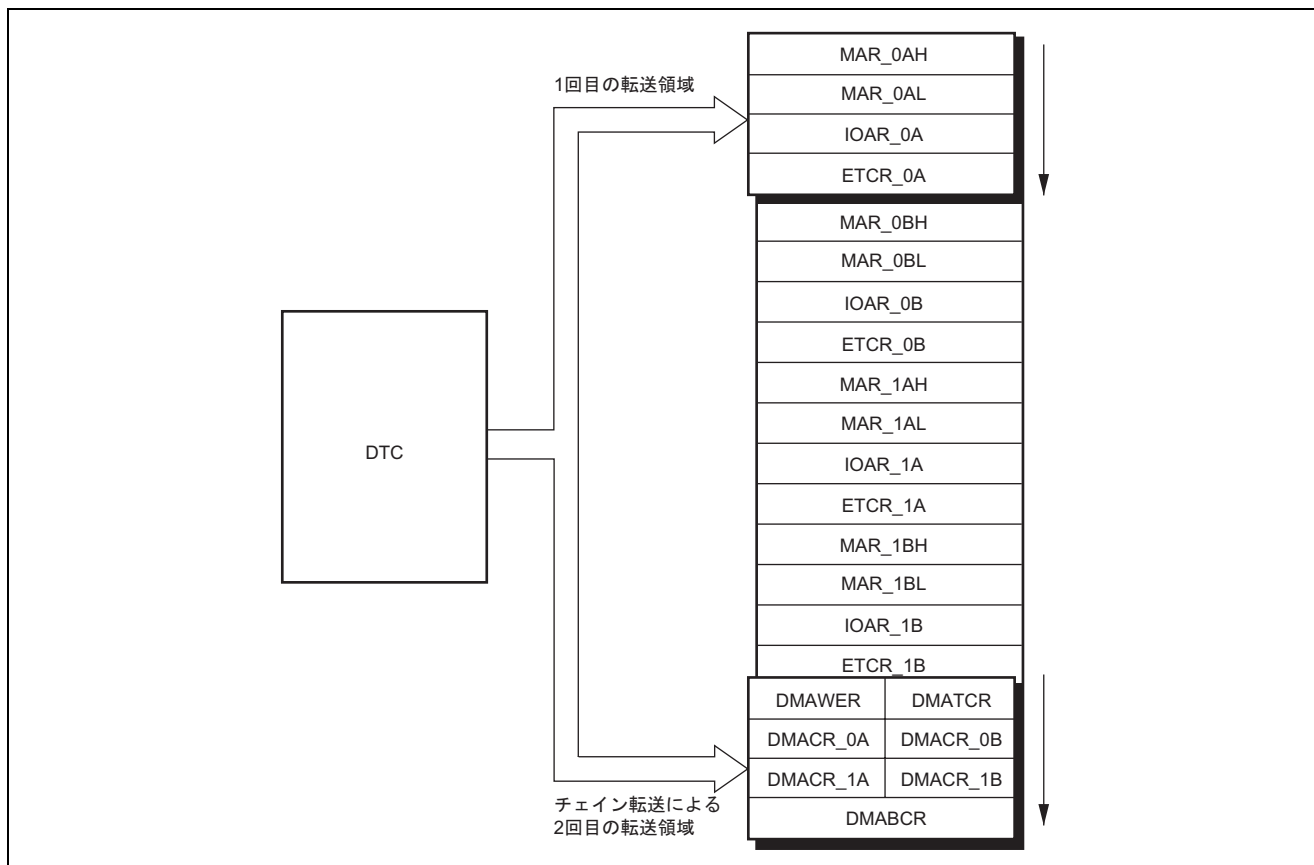 1回目の転送領域
MAR_0AH
MAR_0AL
IOAR_0A
ETCR_0A
MAR_0BH
MAR_0BL
IOAR_0B
ETCR_0B
MAR_1AH
MAR_1AL
IOAR_1A
ETCR_1A
MAR_1BH
MAR_1BL
IOAR_1B
ETCR_1B
DTC
DMAWER DMATCR
DMACR_0A DMACR_0B
DMACR_1A DMACR_1B
DMABCR
チェイン転送による
2回目の転送領域